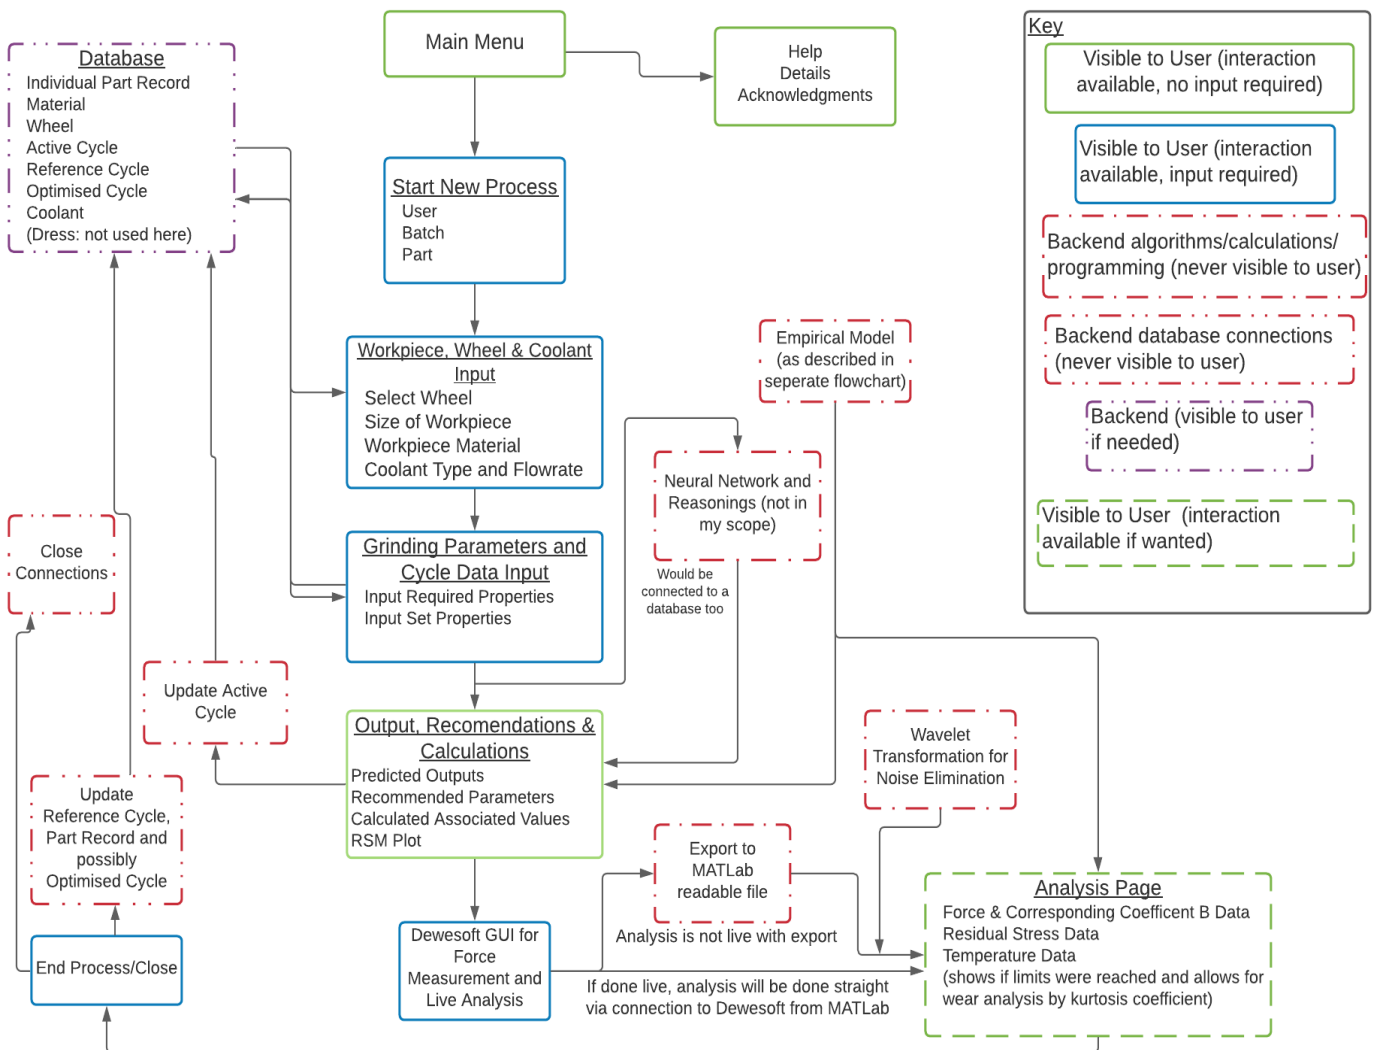 Main Menu
Help
Details
Acknowledgments
Database
Individual Part Record
Material
Wheel
Active Cycle
Reference Cycle
Optimised Cycle
Coolant
(Dress: not used here)
Start New Process
User
Batch
Part
Workpiece, Wheel & Coolant
Input
Select Wheel
Size of Workpiece
Workpiece Material
Coolant Type and Flowrate
Grinding Parameters and
Cycle Data Input
Input Required Properties
Input Set Properties
Empirical Model
(as described in
seperate flowchart)
Neural Network and
Reasonings (not in
my scope)
Would be
connected to a
database too
Close
Connections
Update Active
Cycle
Output, Recomendations &
Calculations
Predicted Outputs
Recommended Parameters
Calculated Associated Values
RSM Plot
Wavelet
Transformation for
Noise Elimination
Update
Reference Cycle,
Part Record and
possibly
Optimised Cycle
Export to
MATLab
readable file
Analysis is not live with export
End Process/Close
Dewesoft GUI for
Force
Measurement and
Live Analysis
If done live, analysis will be done straight
via connection to Dewesoft from MATLab
Analysis Page
Force & Corresponding Coefficent B Data
Residual Stress Data
Temperature Data
(shows if limits were reached and allows for
wear analysis by kurtosis coefficient)
Key
Visible to User (interaction
available, no input required)
Visible to User (interaction
available, input required)
Backend algorithms/calculations/
programming (never visible to user)
Backend database connections
(never visible to user)
Backend (visible to user
if needed)
Visible to User (interaction
available if wanted)